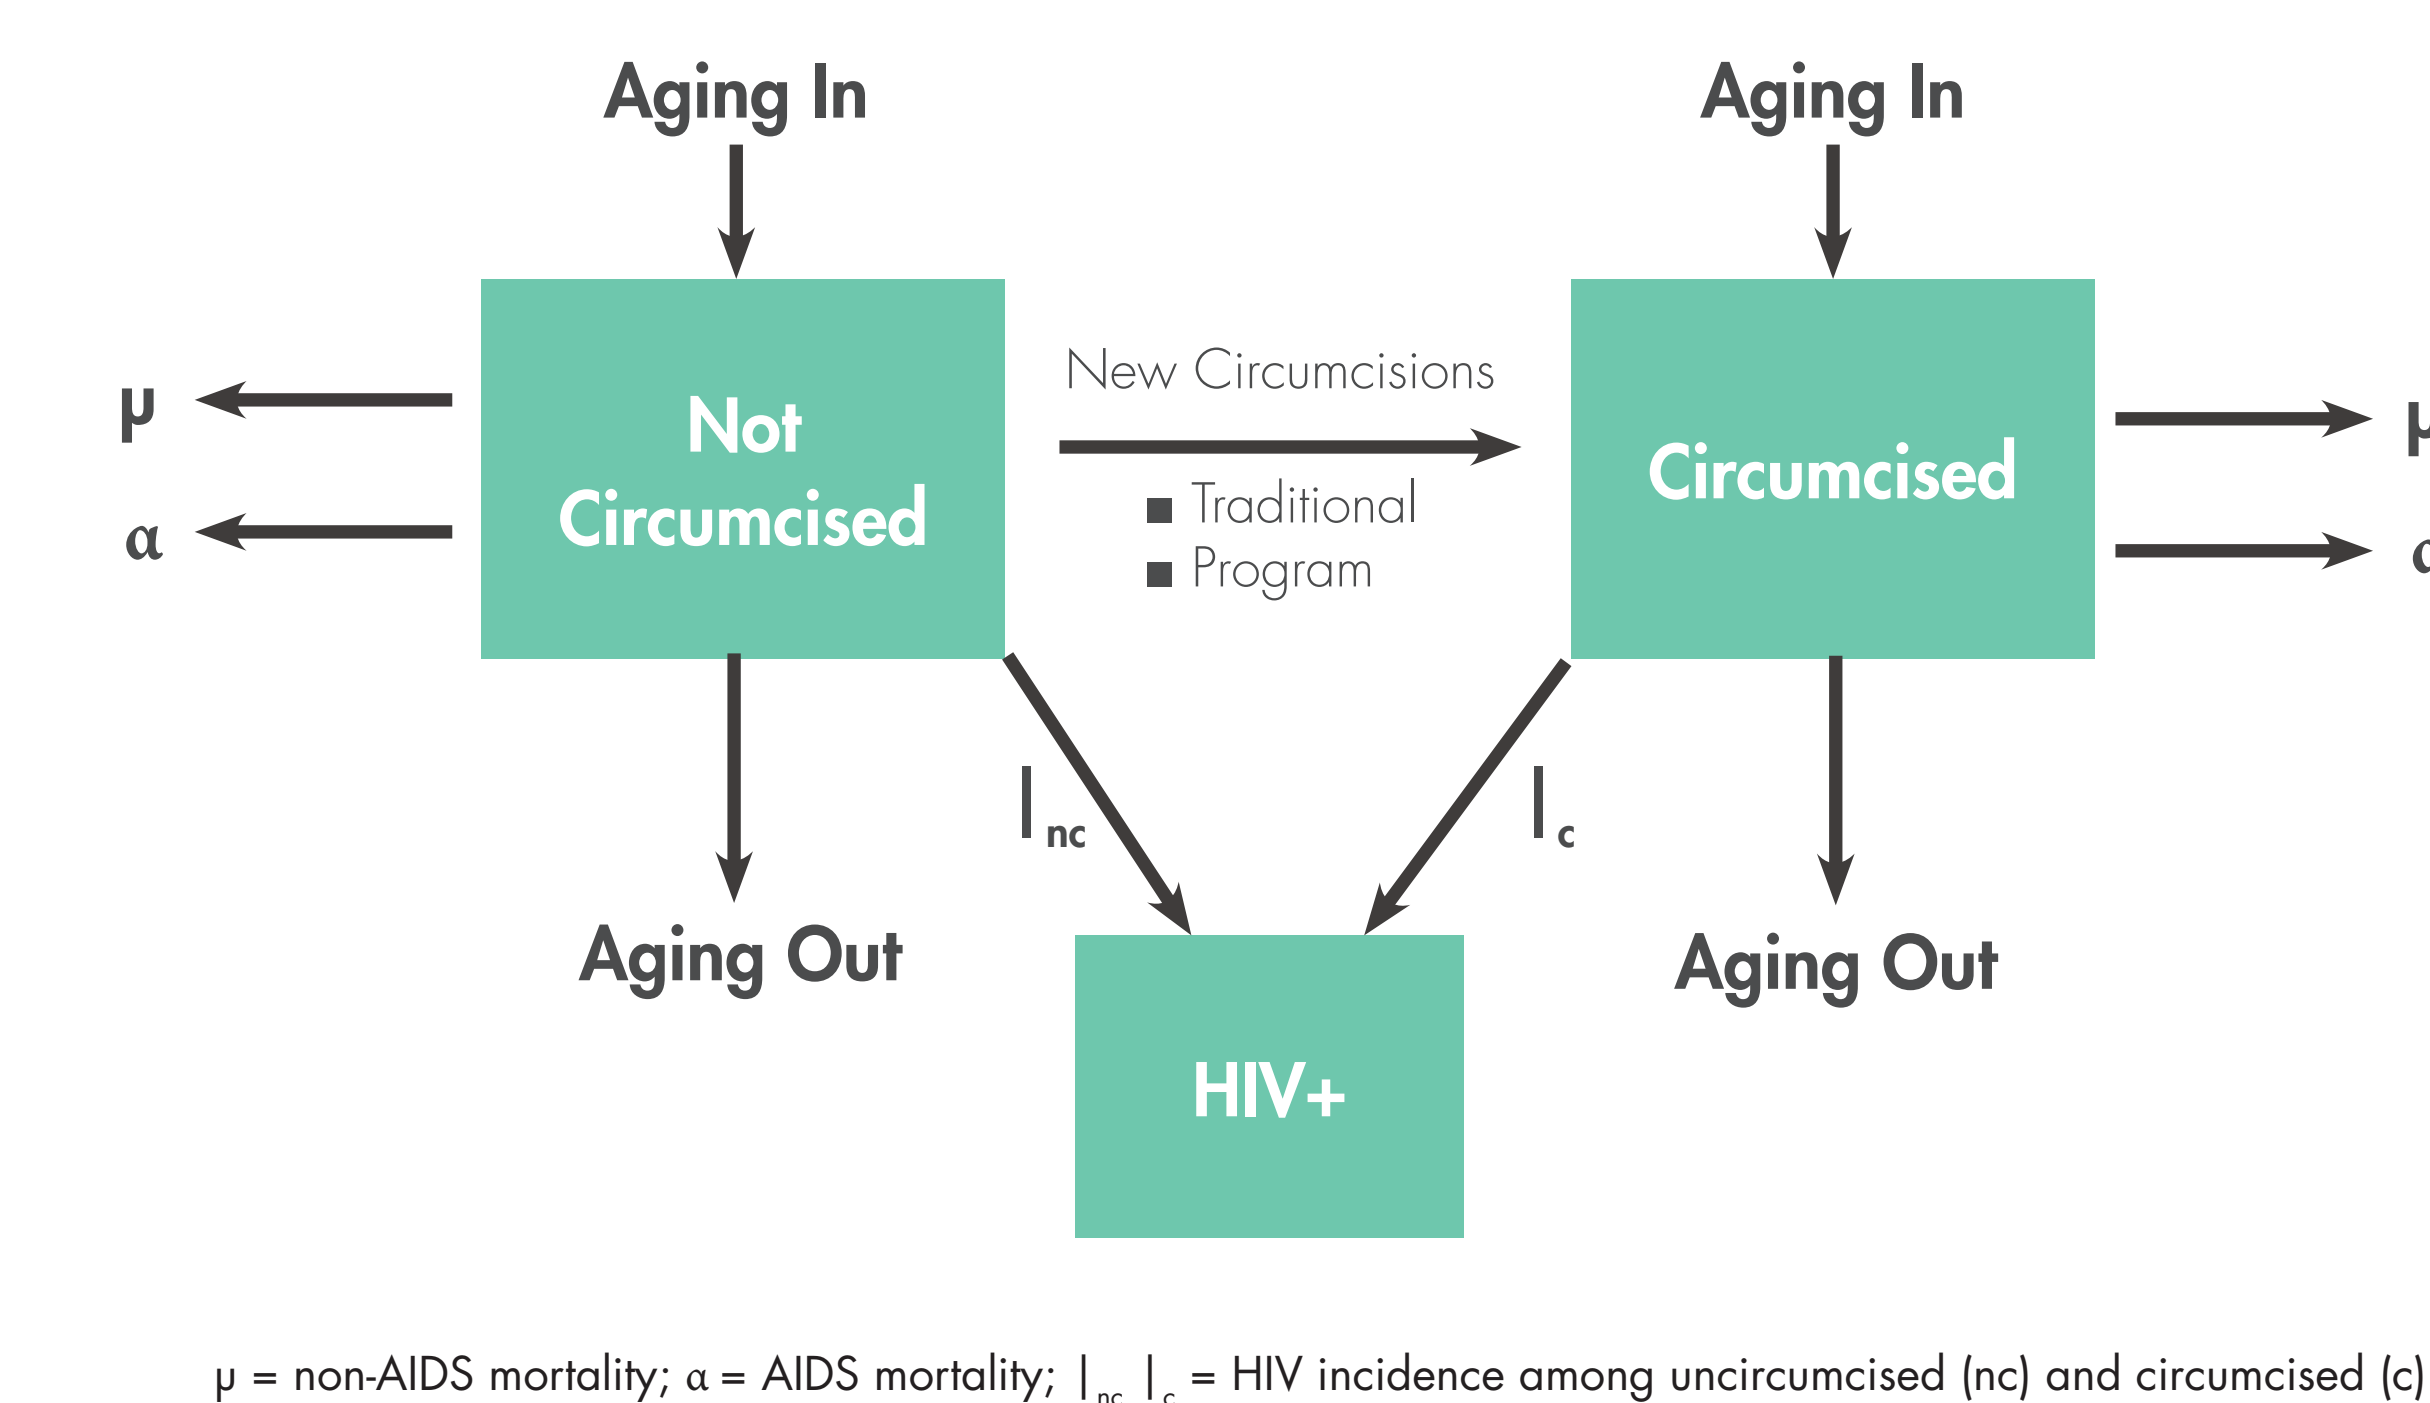 Aging In
Aging In
New Circumcisions
μ
Not
Circumcised
Circumcised
μ
α
Traditional
Program
α
I nc
I c
Aging Out
Aging Out
HIV+
μ = non-AIDS mortality; α = AIDS mortality; I nc I c = HIV incidence among uncircumcised (nc) and circumcised (c)